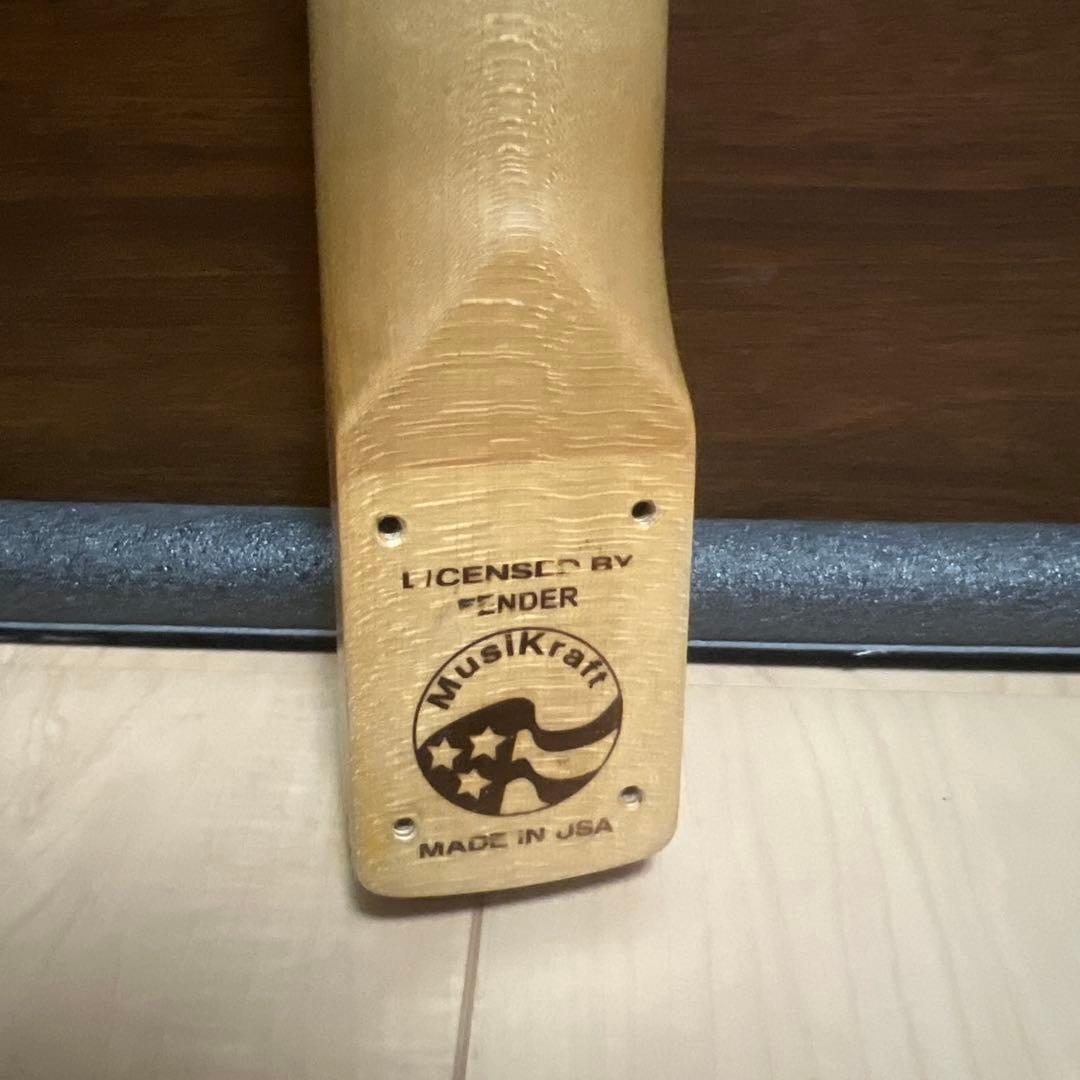 LICENSED BY
FENDER
MusiKraft
MADE IN USA